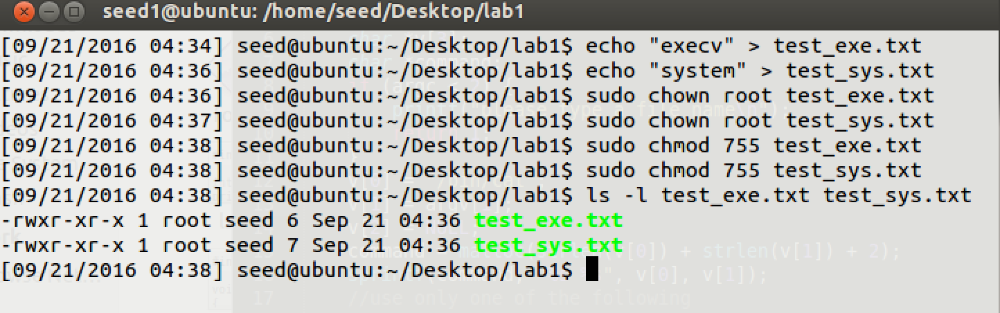 seed1@ubuntu: /home/seed/Desktop/lab1
[09/21/2016 04:34] seed@ubuntu:~/Desktop/lab1$ echo "execv" > test_exe.txt
[09/21/2016 04:36] seed@ubuntu:~/Desktop/lab1$ echo "system" > test_sys.txt
[09/21/2016 04:36] seed@ubuntu:~/Desktop/lab1$ sudo chown root test_exe.txt
[09/21/2016 04:37] seed@ubuntu:~/Desktop/lab1$ sudo chown root test_sys.txt
[09/21/2016 04:38] seed@ubuntu:~/Desktop/lab1$ sudo chmod 755 test_exe.txt
[09/21/2016 04:38] seed@ubuntu:~/Desktop/lab1$ sudo chmod 755 test_sys.txt
[09/21/2016 04:38] seed@ubuntu:~/Desktop/lab1$ ls -l test_exe.txt test_sys.txt
-rwxr-xr-x 1 root seed 6 Sep 21 04:36 test_exe.txt
-rwxr-xr-x 1 root seed 7 Sep 21 04:36 test_sys.txt
[09/21/2016 04:38] seed@ubuntu:~/Desktop/lab1$
17 //use only one of the following